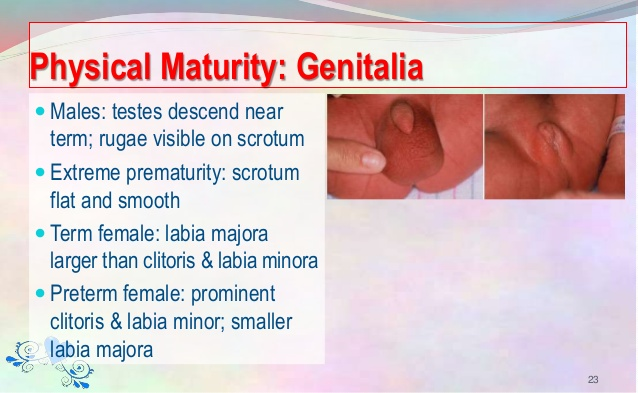 Physical Maturity: Genitalia
Males: testes descend near
term; rugae visible on scrotum
Extreme prematurity: scrotum
flat and smooth
Term female: labia majora
larger than clitoris & labia minora
Preterm female: prominent
clitoris & labia minor; smaller
labia majora
23